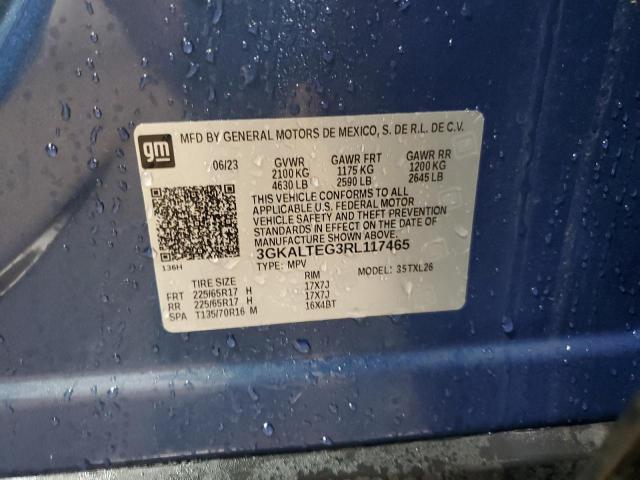 gm
MFD BY GENERAL MOTORS DE MEXICO, S. DE R.L. DE C.V.
06/23 GVWR GAWR FRT GAWR RR
2100 KG 1175 KG 1200 KG
4630 LB 2590 LB 2645 LB
THIS VEHICLE CONFORMS TO ALL
APPLICABLE U.S. FEDERAL MOTOR
VEHICLE SAFETY AND THEFT PREVENTION
STANDARDS IN EFFECT ON THE DATE OF
MANUFACTURE SHOWN ABOVE.
3GKALTEG3RL117465
136H
TYPE: MPV MODEL: 35TXL26
TIRE SIZE RIM
FRT 225/65R17 H 17X7J
RR 225/65R17 H 17X7J
SPA T135/70R16 M 16X4BT